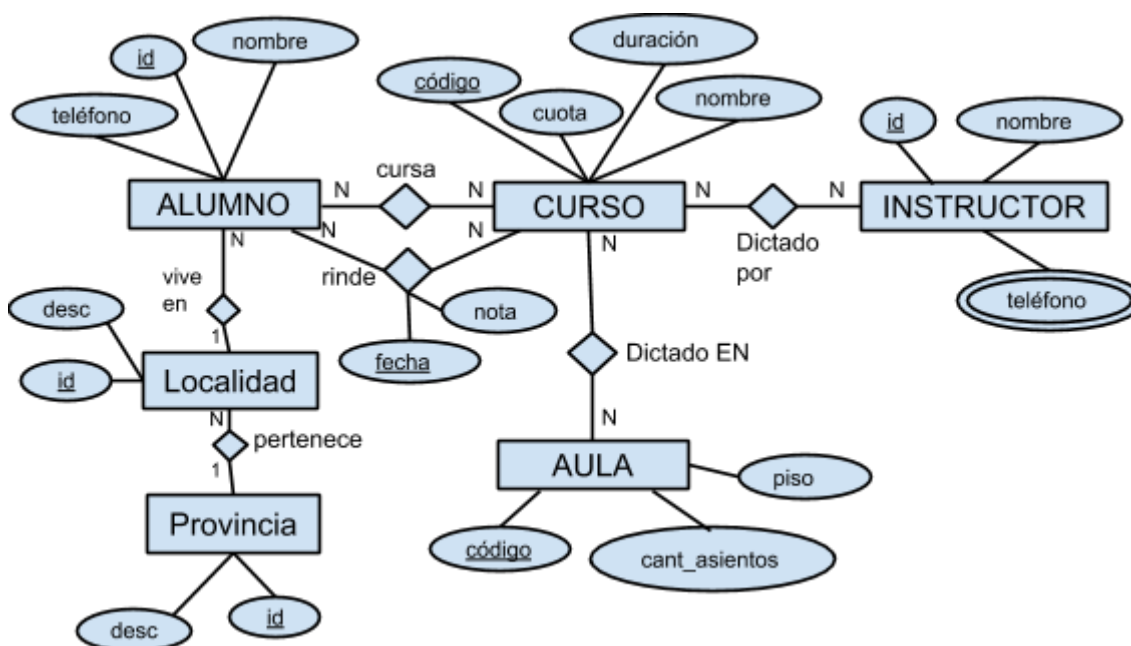 nombre
id
teléfono
duración
código
cuota
nombre
id
nombre
cursa
ALUMNO
N
N
CURSO
N
N
INSTRUCTOR
N
N
N
N
Dictado
por
vive
en
rinde
teléfono
desc
nota
1
Dictado EN
id
Localidad
fecha
N
pertenece
N
1
AULA
piso
Provincia
código
cant_asientos
desc
id